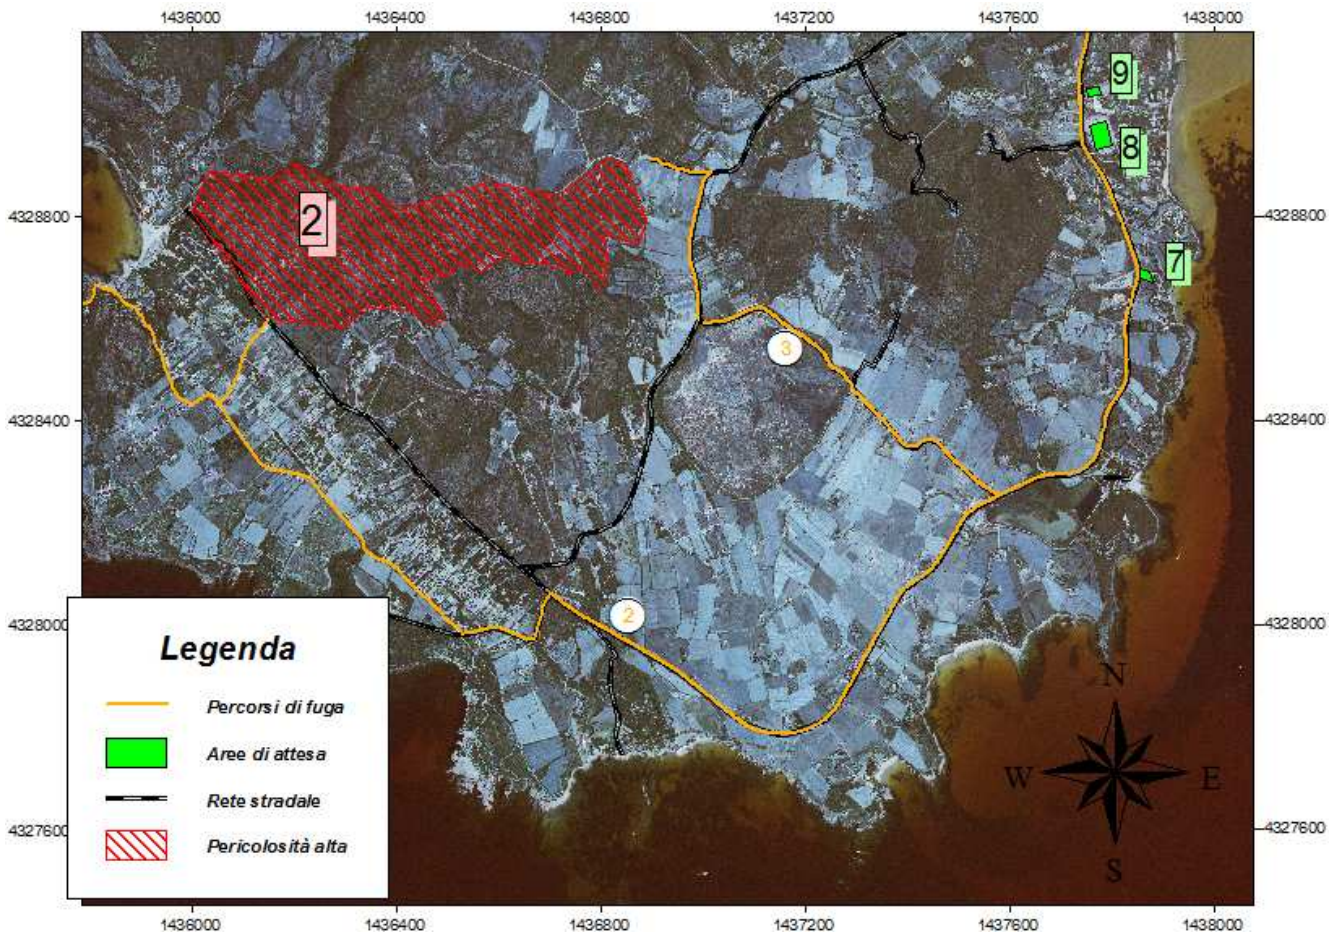 1436000 1436400 1436800 1437200 1437600 1438000
9
8
4328800 2 4328800
7
3
4328400 4328400
2
4328000 4328000
Legenda
Percorsi di fuga
Aree di attesa
Rete stradale
Pericolosità alta
N
W E
S
4327600 4327600
1436000 1436400 1436800 1437200 1437600 1438000